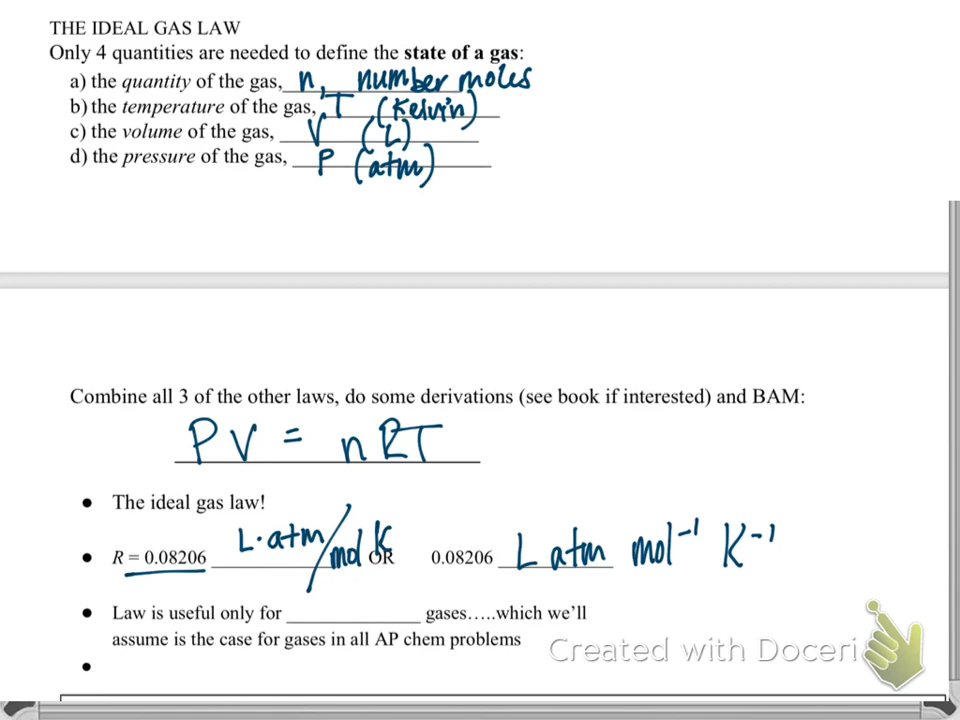 THE IDEAL GAS LAW
Only 4 quantities are needed to define the state of a gas:
a) the quantity of the gas, n, number moles
b) the temperature of the gas, T (Kelvin)
c) the volume of the gas, V (L)
d) the pressure of the gas, P (atm)
Combine all 3 of the other laws, do some derivations (see book if interested) and BAM:
PV = nRT
● The ideal gas law!
● R = 0.08206 L·atm/mol K OR 0.08206 L atm mol⁻¹ K⁻¹
● Law is useful only for ____________ gases…..which we’ll
assume is the case for gases in all AP chem problems
●
Created with Doceri